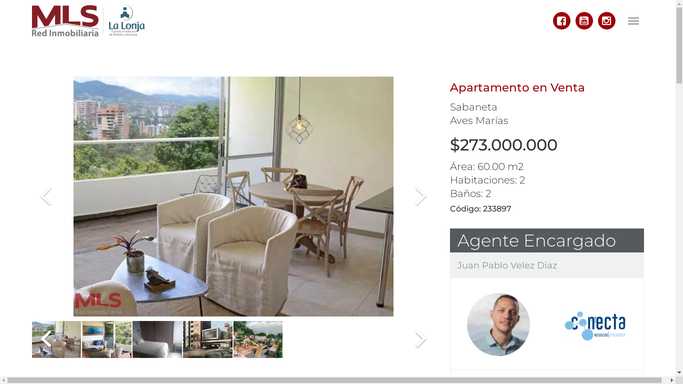 MLS
Red Inmobiliaria
La Lonja
Apartamento en Venta
Sabaneta
Aves Marías
$273.000.000
Área: 60.00 m2
Habitaciones: 2
Baños: 2
Código: 233897
MLS
Agente Encargado
Juan Pablo Velez Diaz
conecta